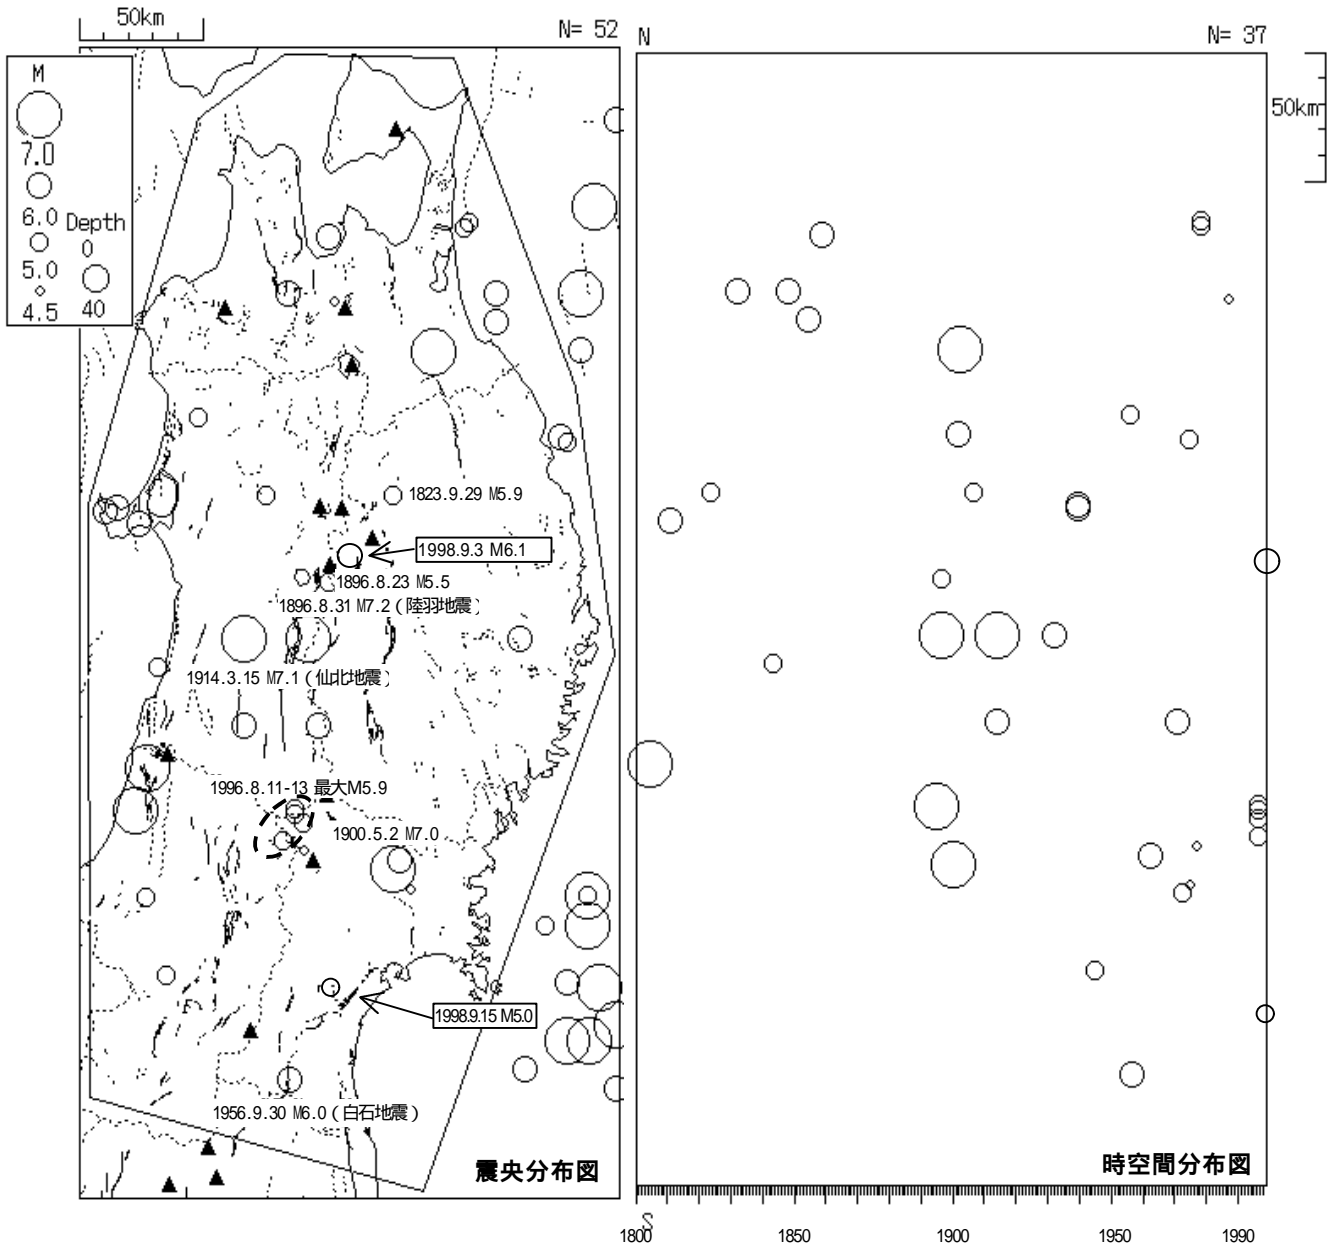 50km
N= 52
M
7.0
6.0
5.0
4.5
Depth
0
40
1823.9.29 M5.9
1998.9.3 M6.1
1896.8.23 M5.5
1896.8.31 M7.2（陸羽地震）
1914.3.15 M7.1（仙北地震）
1996.8.11-13 最大M5.9
1900.5.2 M7.0
1998.9.15 M5.0
1956.9.30 M6.0（白石地震）
震央分布図
N
N= 37
50km
時空間分布図
S
1800
1850
1900
1950
1990